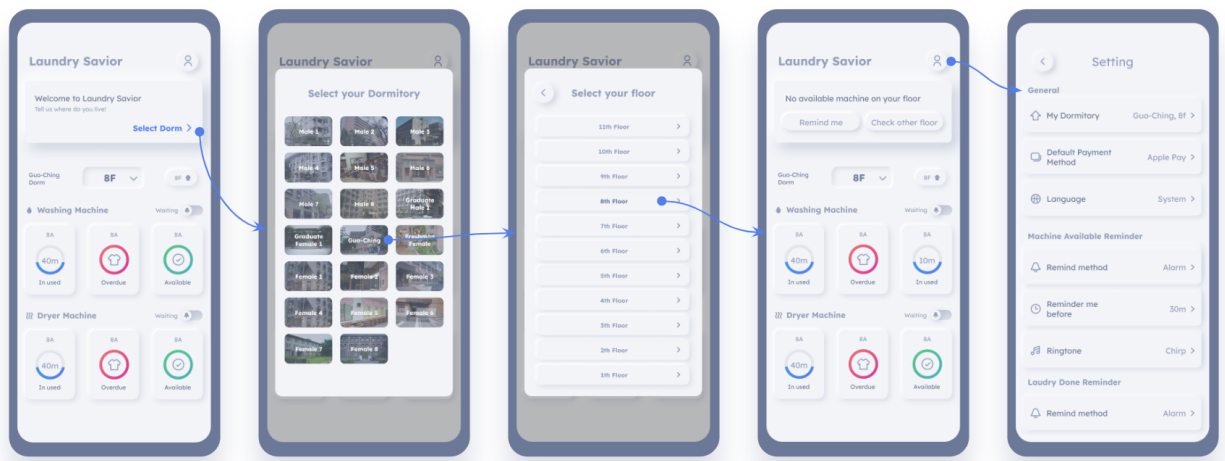 Laundry Savior
Welcome to Laundry Savior
Tell us where do you live!
Select Dorm >
Guo-Ching
Dorm
8F
8F
Washing Machine
Waiting
8A
8A
8A
40m
In used
Overdue
Available
Dryer Machine
Waiting
8A
8A
8A
40m
In used
Overdue
Available
Laundry Savior
Select your Dormitory
Male 1
Male 2
Male 3
Male 4
Male 5
Male 6
Male 7
Male 8
Graduate
Male 1
Graduate
Female 1
Guo-Ching
Freshman
Female
Female 1
Female 2
Female 3
Female 4
Female 5
Female 6
Female 7
Female 8
Laundry Savior
Select your floor
11th Floor
10th Floor
9th Floor
8th Floor
7th Floor
6th Floor
5th Floor
4th Floor
3th Floor
2th Floor
1th Floor
Laundry Savior
No available machine on your floor
Remind me
Check other floor
Guo-Ching
Dorm
8F
8F
Washing Machine
Waiting
8A
8A
8A
40m
10m
In used
Overdue
In used
Dryer Machine
Waiting
8A
8A
8A
40m
In used
Overdue
Available
Setting
General
My Dormitory
Guo-Ching, 8f >
Default Payment
Method
Apple Pay >
Language
System >
Machine Available Reminder
Remind method
Alarm >
Reminder me
before
30m >
Ringtone
Chirp >
Laudry Done Reminder
Remind method
Alarm >